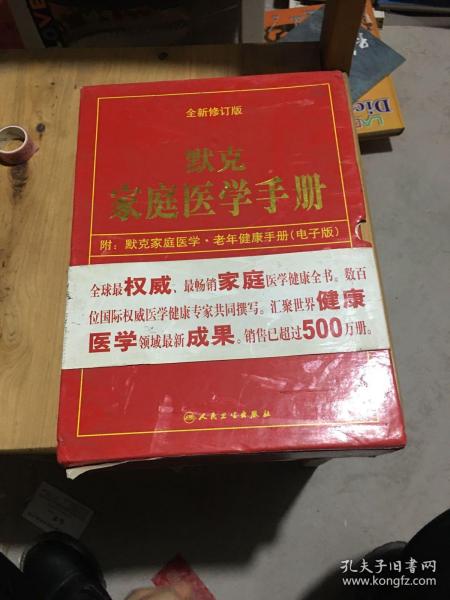 全新修订版
默克
家庭医学手册
附：默克家庭医学·老年健康手册（电子版）
全球最权威、最畅销家庭医学健康全书。数百
位国际权威医学健康专家共同撰写。汇聚世界健康
医学领域最新成果。销售已超过500万册。
人民卫生出版社
OVE
Dic
孔夫子旧书网
www.kongfz.com